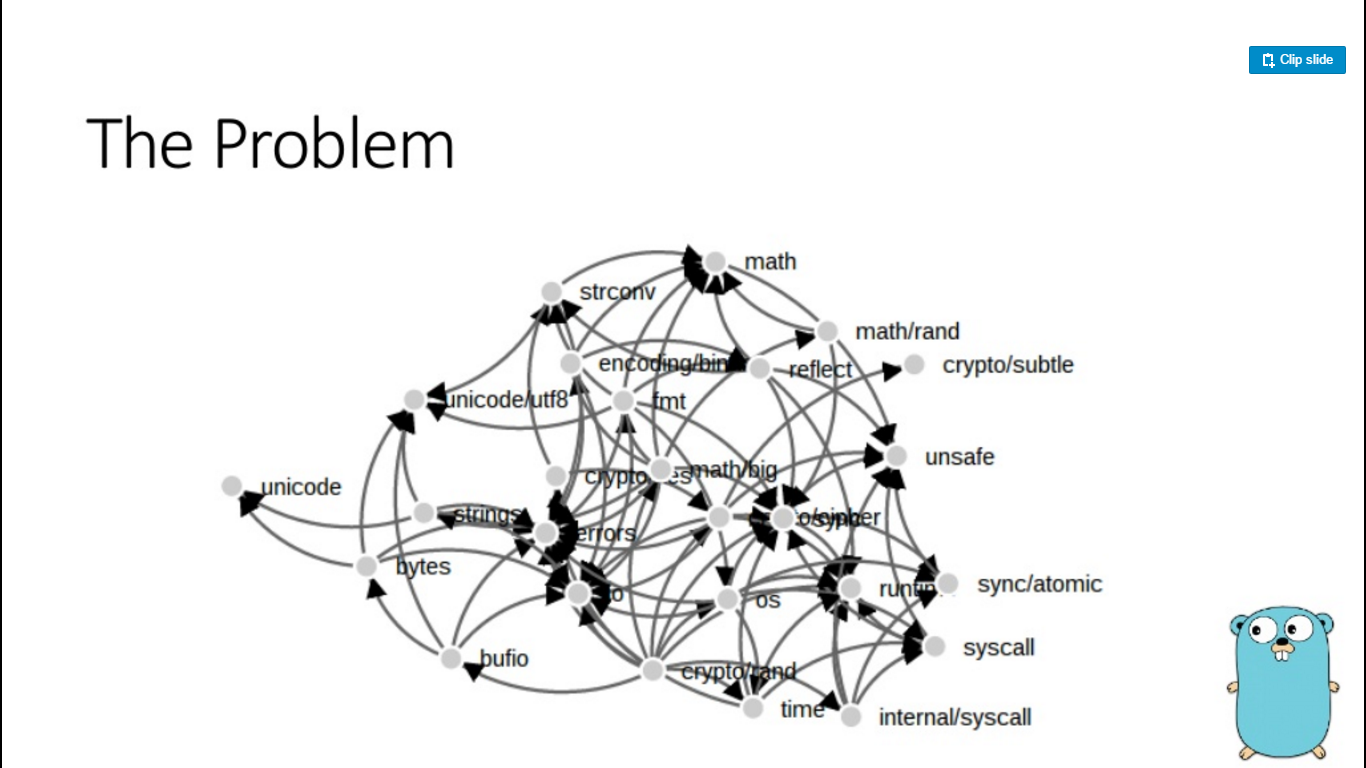 Clip slide
The Problem
math
strconv
math/rand
encoding/bin
reflect
crypto/subtle
unicode/utf8
fmt
unsafe
math/big
unicode
strings
errors
bytes
os
sync/atomic
syscall
bufio
crypto/rand
time
internal/syscall